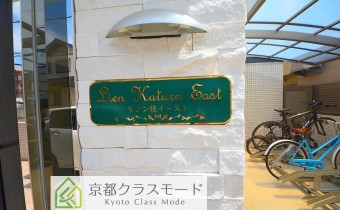 Lien Katura East
リアン桂イースト
京都クラスモード
Kyoto Class Mode